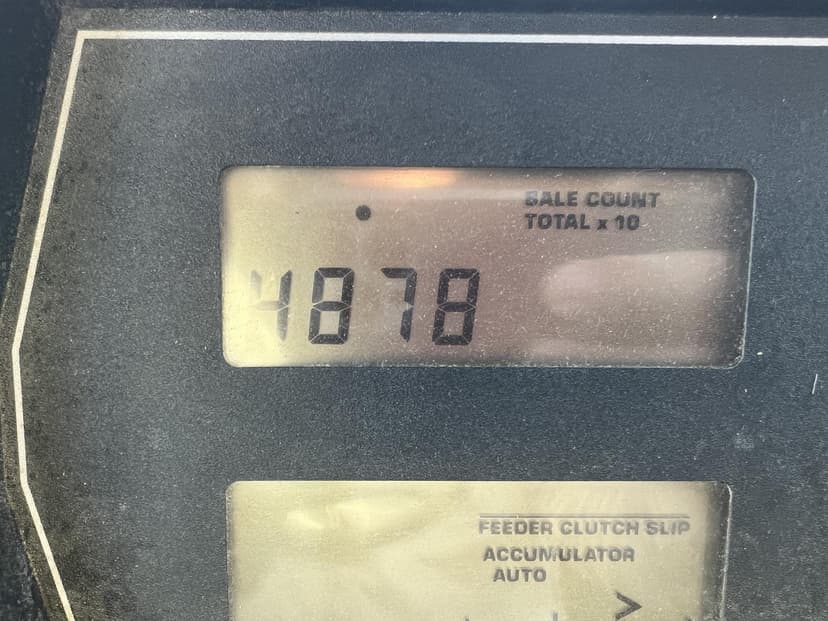 BALE COUNT
TOTAL x 10
4878
FEEDER CLUTCH SLIP
ACCUMULATOR
AUTO
>